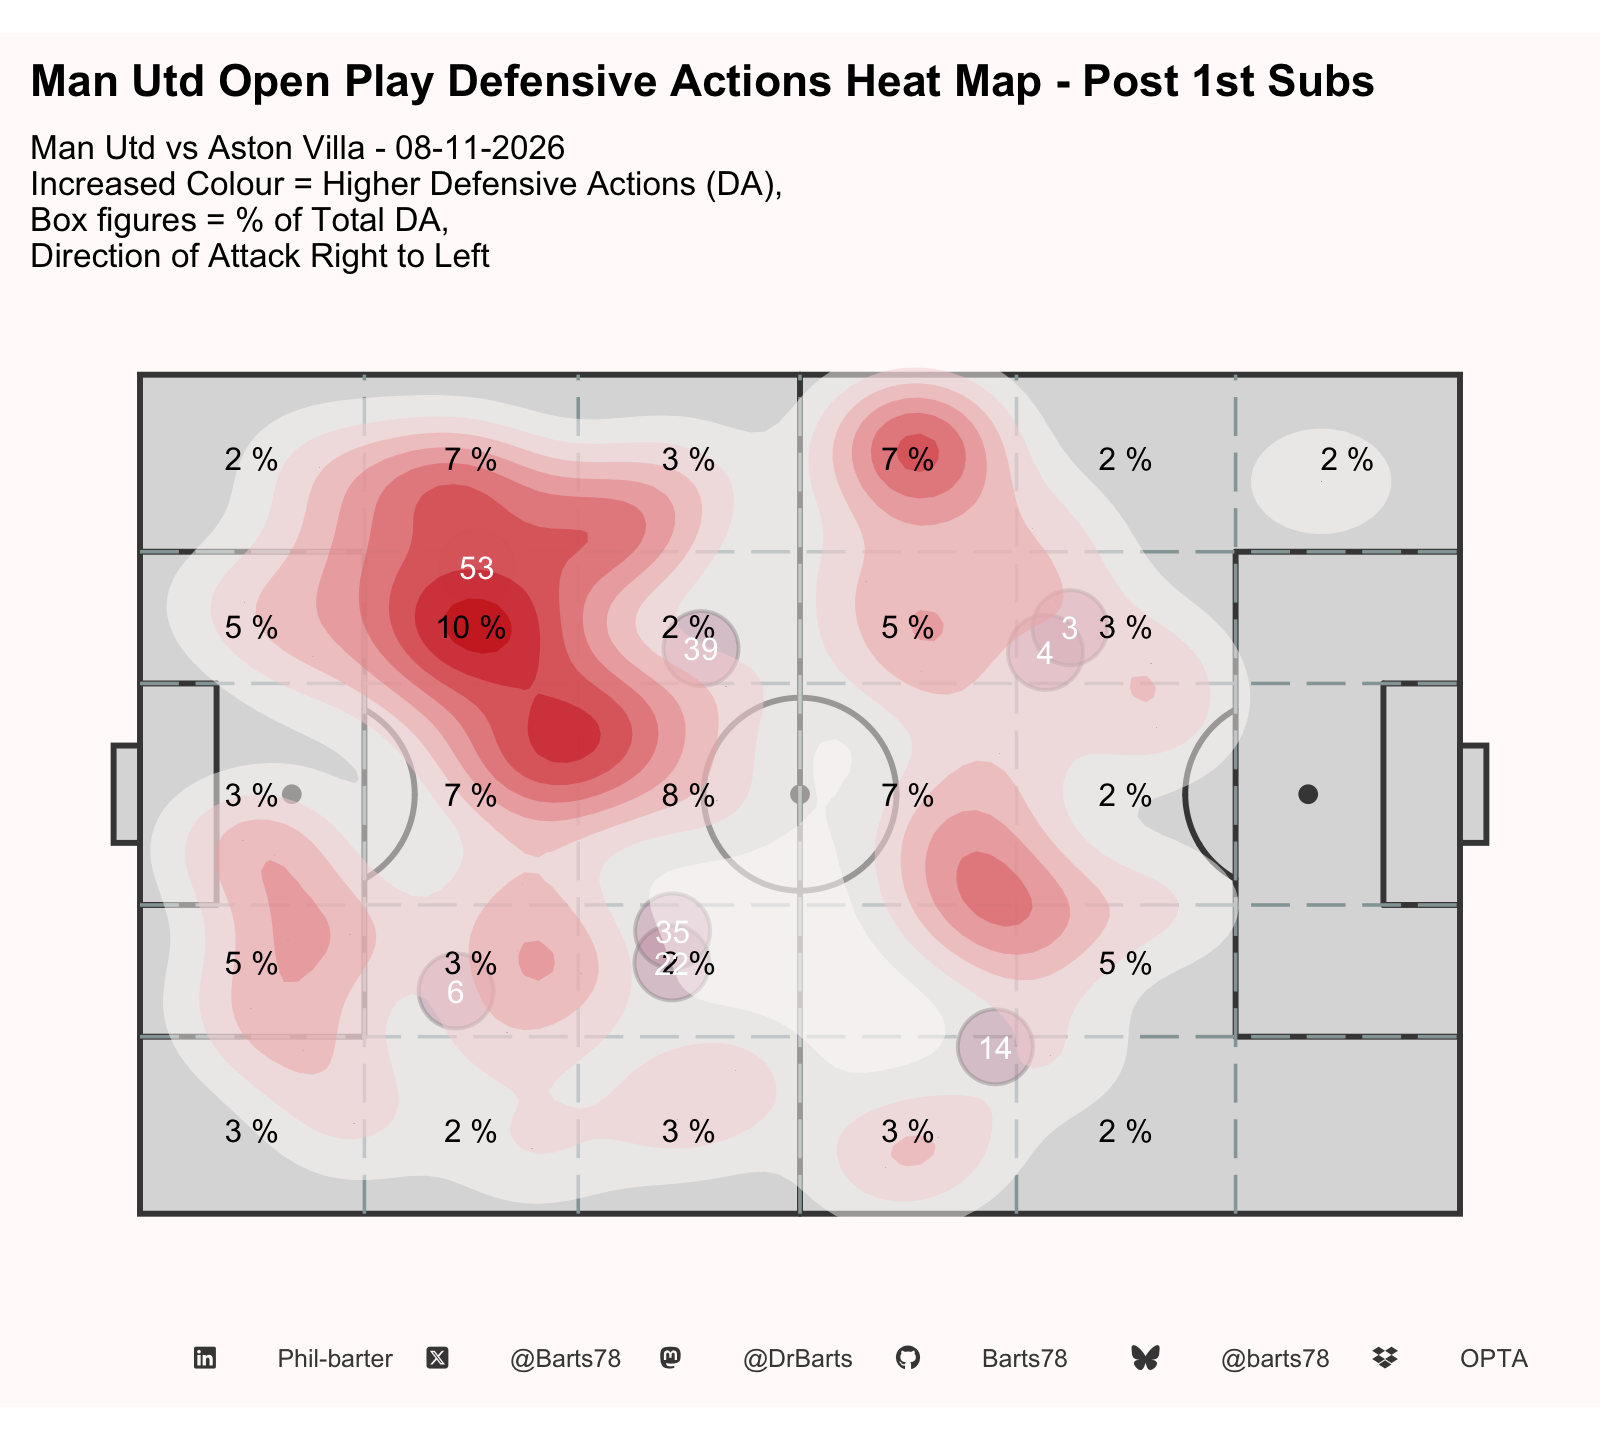 Man Utd Open Play Defensive Actions Heat Map - Post 1st Subs
Man Utd vs Aston Villa - 08-11-2026
Increased Colour = Higher Defensive Actions (DA),
Box figures = % of Total DA,
Direction of Attack Right to Left
2 % 7 % 3 % 7 % 2 % 2 %
53
5 % 10 % 2 % 5 % 3 3 %
39 4
3 % 7 % 8 % 7 % 2 %
35
5 % 3 % 22 2 % 5 %
6
14
3 % 2 % 3 % 3 % 2 %
Phil-barter @Barts78 @DrBarts Barts78 @barts78 OPTA